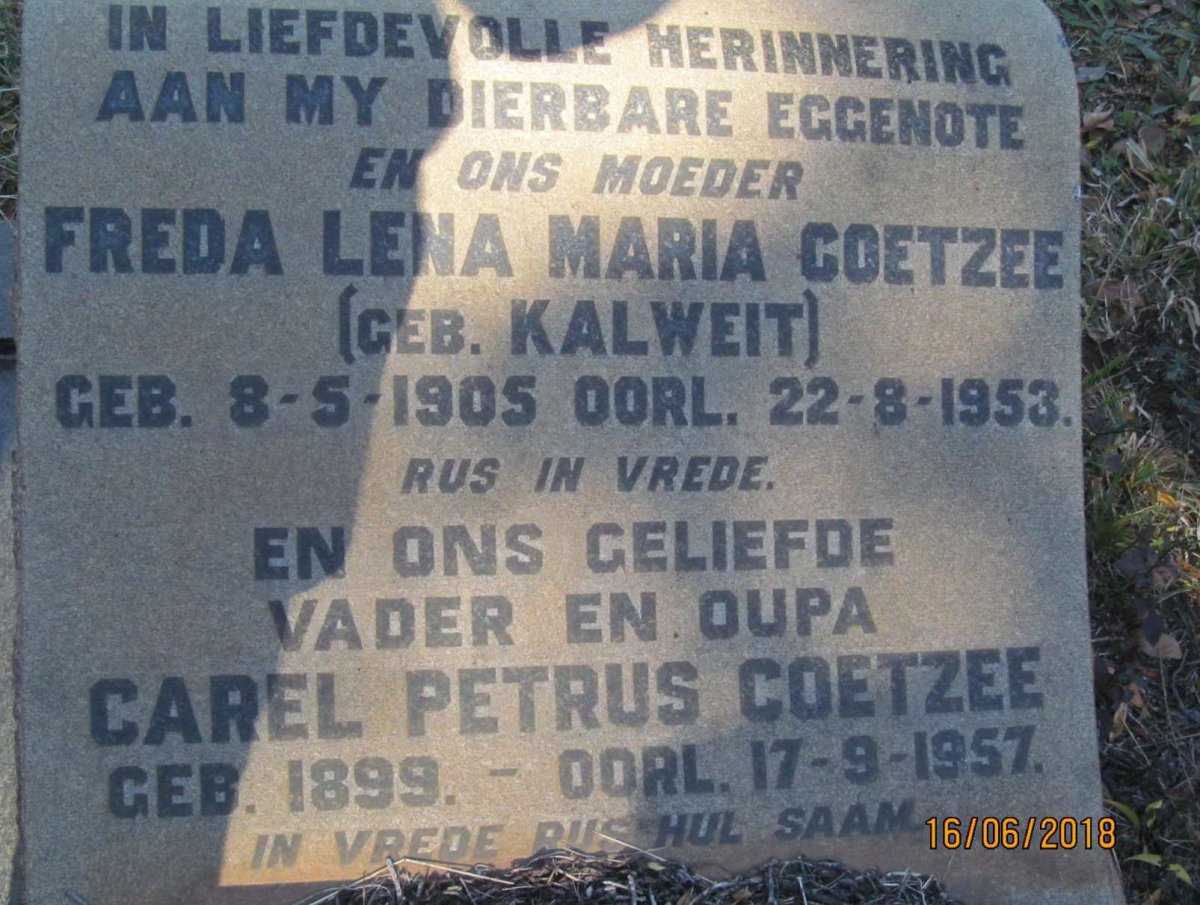 IN LIEFDEVOLLE HERINNERING
AAN MY DIERBARE EGGENOTE
EN ONS MOEDER
FREDA LENA MARIA COETZEE
(GEB. KALWEIT)
GEB. 8-5-1905 OORL. 22-8-1953.
RUS IN VREDE.
EN ONS GELIEFDE
VADER EN OUPA
CAREL PETRUS COETZEE
GEB. 1899. - OORL. 17-9-1957.
IN VREDE RUS HUL SAAM.
16/06/2018